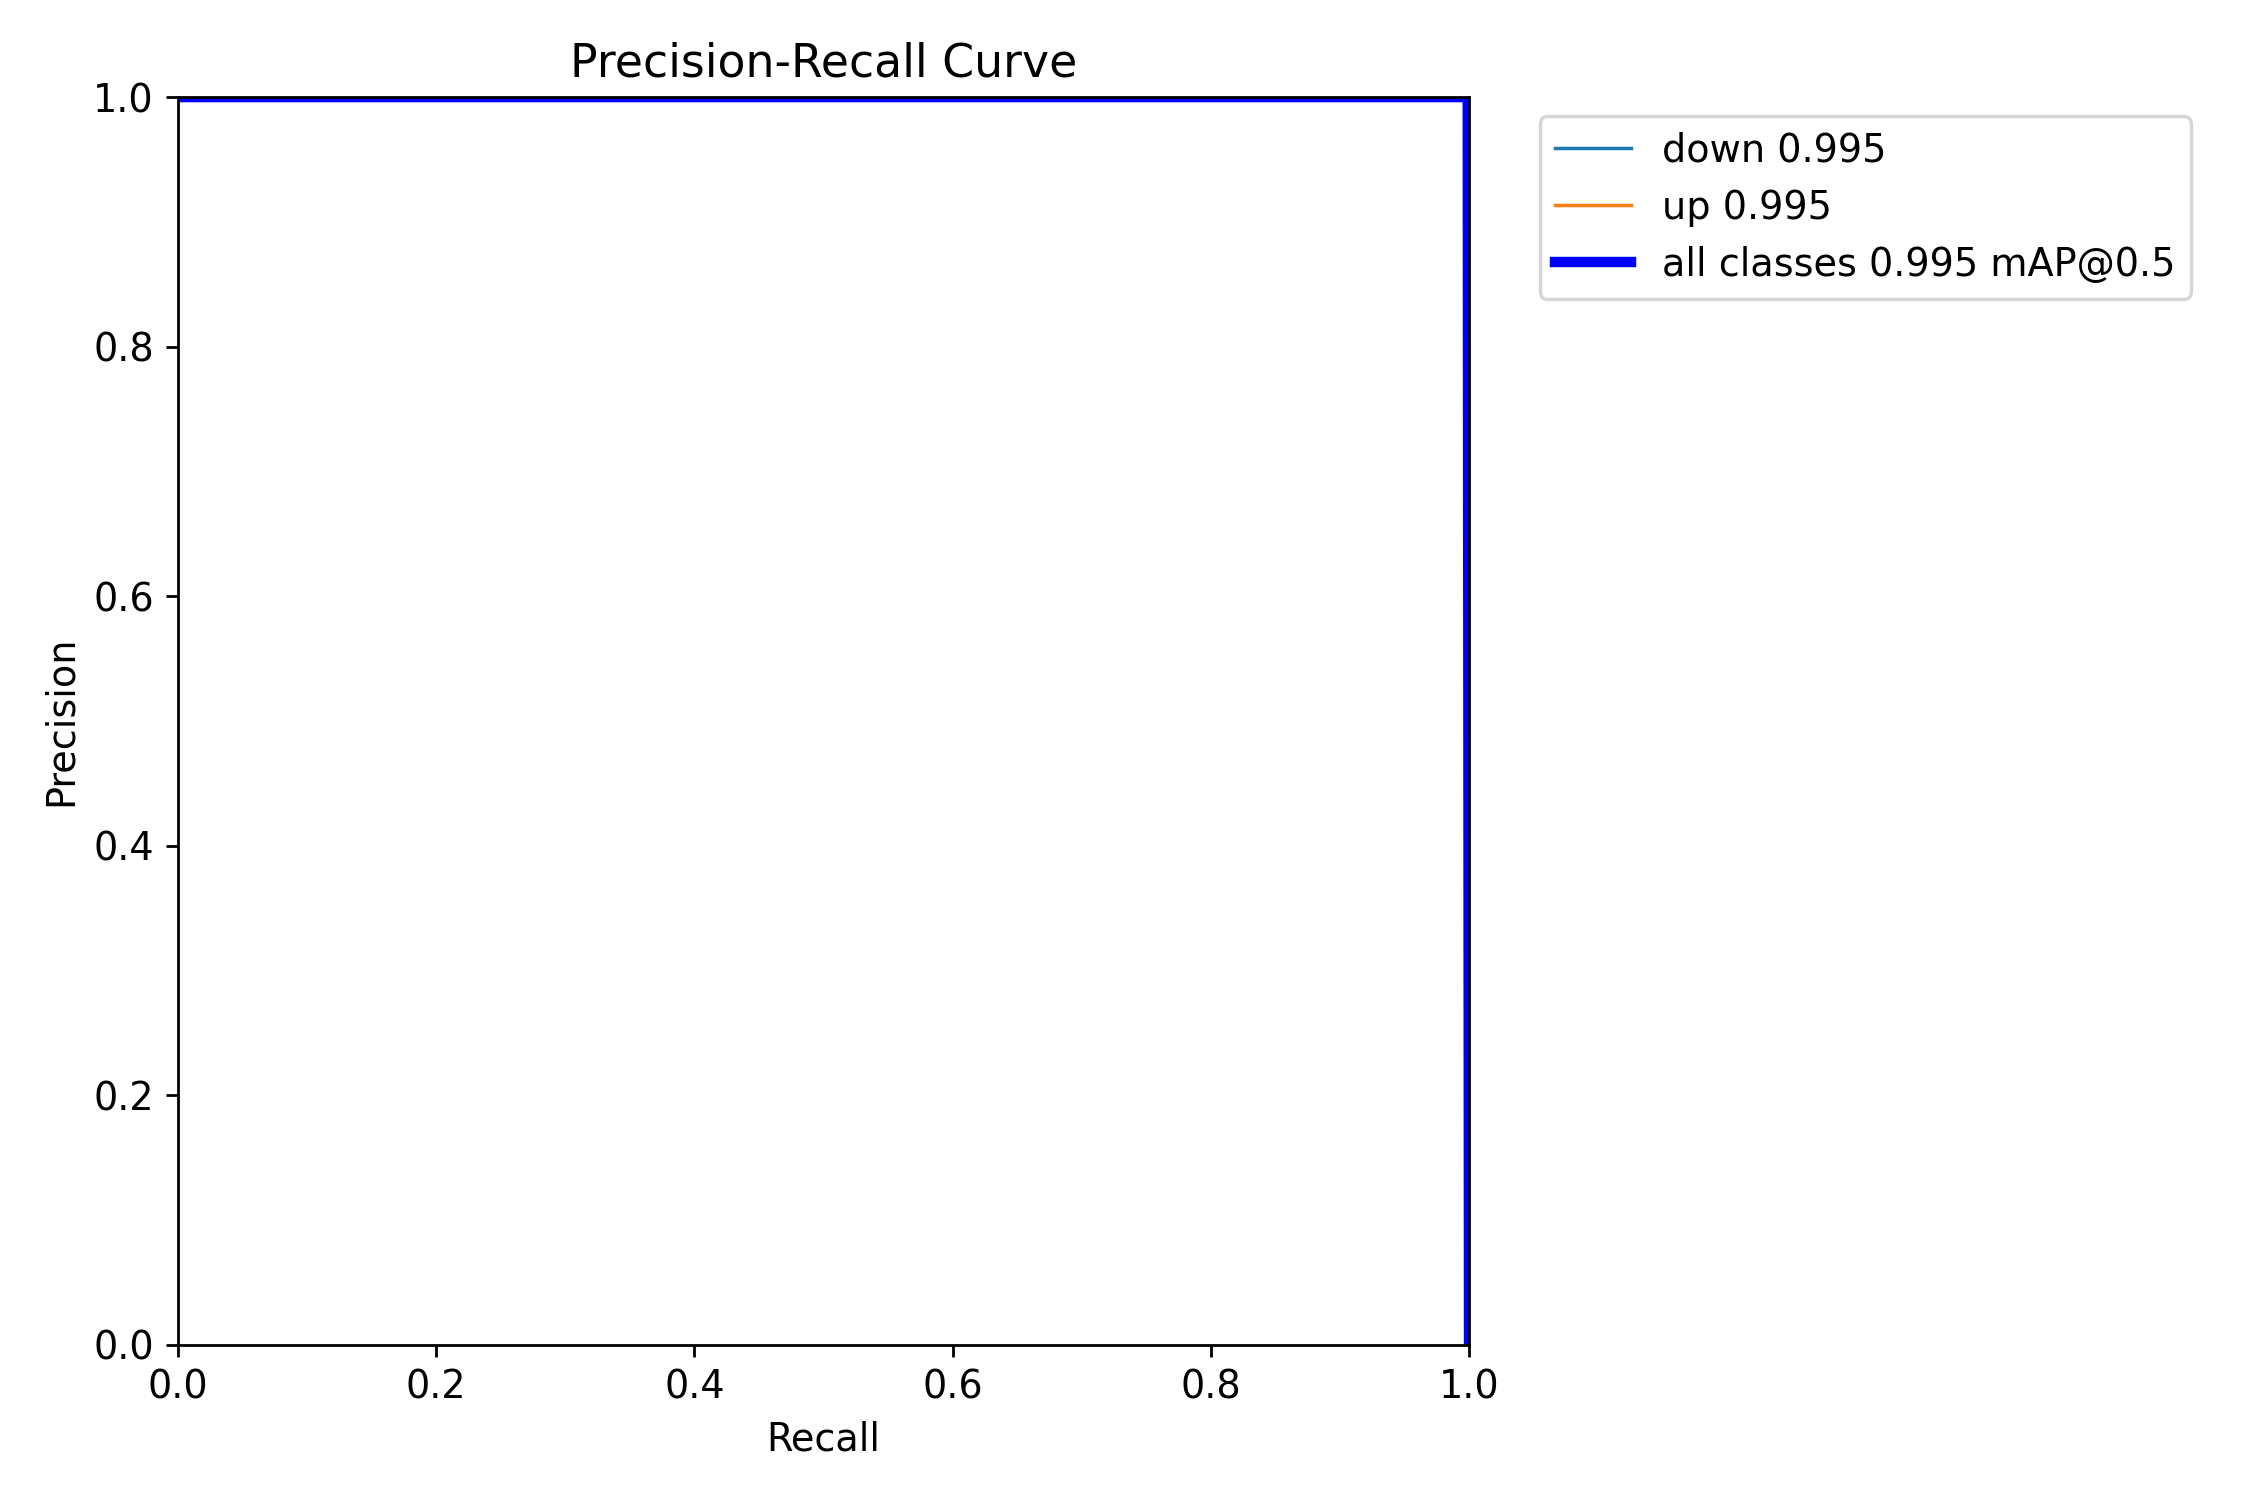 Precision-Recall Curve
down 0.995
up 0.995
all classes 0.995 mAP@0.5
1.0
0.8
0.6
0.4
0.2
0.0
Precision
0.0 0.2 0.4 0.6 0.8 1.0
Recall